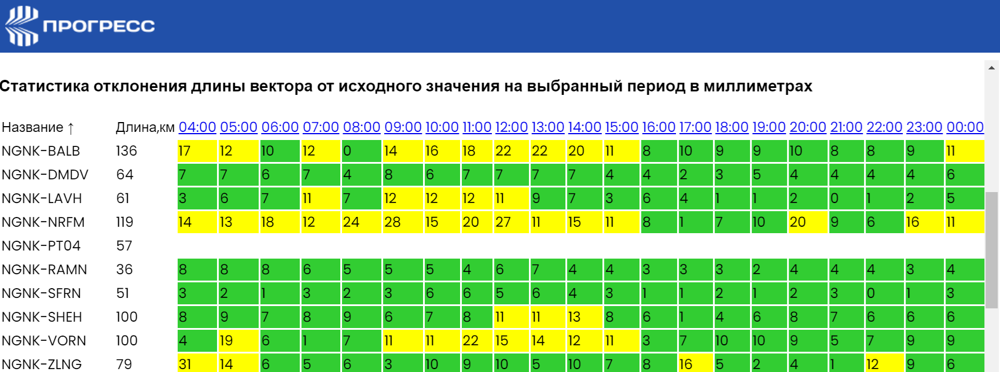 ПРОГРЕСС
Статистика отклонения длины вектора от исходного значения на выбранный период в миллиметрах
Название ↑ Длина,км 04:00 05:00 06:00 07:00 08:00 09:00 10:00 11:00 12:00 13:00 14:00 15:00 16:00 17:00 18:00 19:00 20:00 21:00 22:00 23:00 00:00
NGNK-BALB 136 17 12 10 12 0 14 16 18 22 22 20 11 8 10 9 9 10 8 8 9 11
NGNK-DMDV 64 7 7 6 7 4 8 6 7 7 7 7 4 4 2 3 5 4 4 4 4 6
NGNK-LAVH 61 3 6 7 11 7 12 12 12 11 9 7 3 6 4 1 1 2 0 1 2 5
NGNK-NRFM 119 14 13 18 12 24 28 15 20 27 11 15 11 8 1 7 10 20 9 6 16 11
NGNK-PT04 57
NGNK-RAMN 36 8 8 8 6 5 5 5 4 6 7 4 4 3 3 3 2 4 4 4 3 4
NGNK-SFRN 51 3 2 1 3 2 3 6 6 5 6 4 3 1 1 2 1 2 3 0 1 3
NGNK-SHEH 100 8 9 7 8 9 6 7 8 11 11 13 8 6 1 4 6 8 7 6 6 6
NGNK-VORN 100 4 19 6 1 7 11 11 22 15 14 12 11 3 7 10 10 9 5 7 9 9
NGNK-ZLNG 79 31 14 6 5 6 3 10 9 10 5 10 7 8 16 5 2 4 1 12 9 6